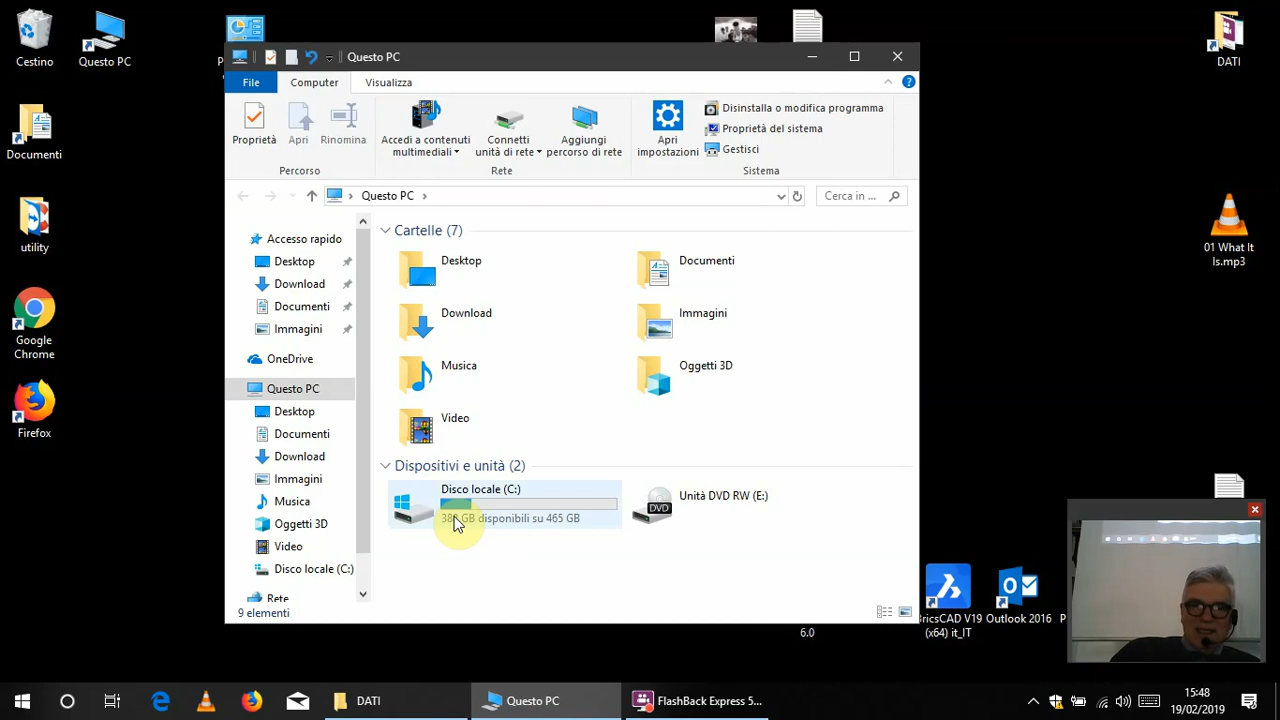 Cestino
Questo PC
DATI
Questo PC
File
Computer
Visualizza
Proprietà
Apri
Rinomina
Accedi a contenuti
multimediali
Connetti
unità di rete
Aggiungi
percorso di rete
Apri
impostazioni
Disinstalla o modifica programma
Proprietà del sistema
Gestisci
Percorso
Rete
Sistema
Questo PC
Cerca in ...
Documenti
utility
Google
Chrome
Firefox
Accesso rapido
Desktop
Download
Documenti
Immagini
OneDrive
Questo PC
Desktop
Documenti
Download
Immagini
Musica
Oggetti 3D
Video
Disco locale (C:)
Rete
Cartelle (7)
Desktop
Documenti
Download
Immagini
Musica
Oggetti 3D
Video
Dispositivi e unità (2)
Disco locale (C:)
GB disponibili su 465 GB
DVD
Unità DVD RW (E:)
9 elementi
01 What It
Is.mp3
BricsCAD V19
(x64) it_IT
Outlook 2016
6.0
DATI
Questo PC
FlashBack Express 5...
15:48
19/02/2019